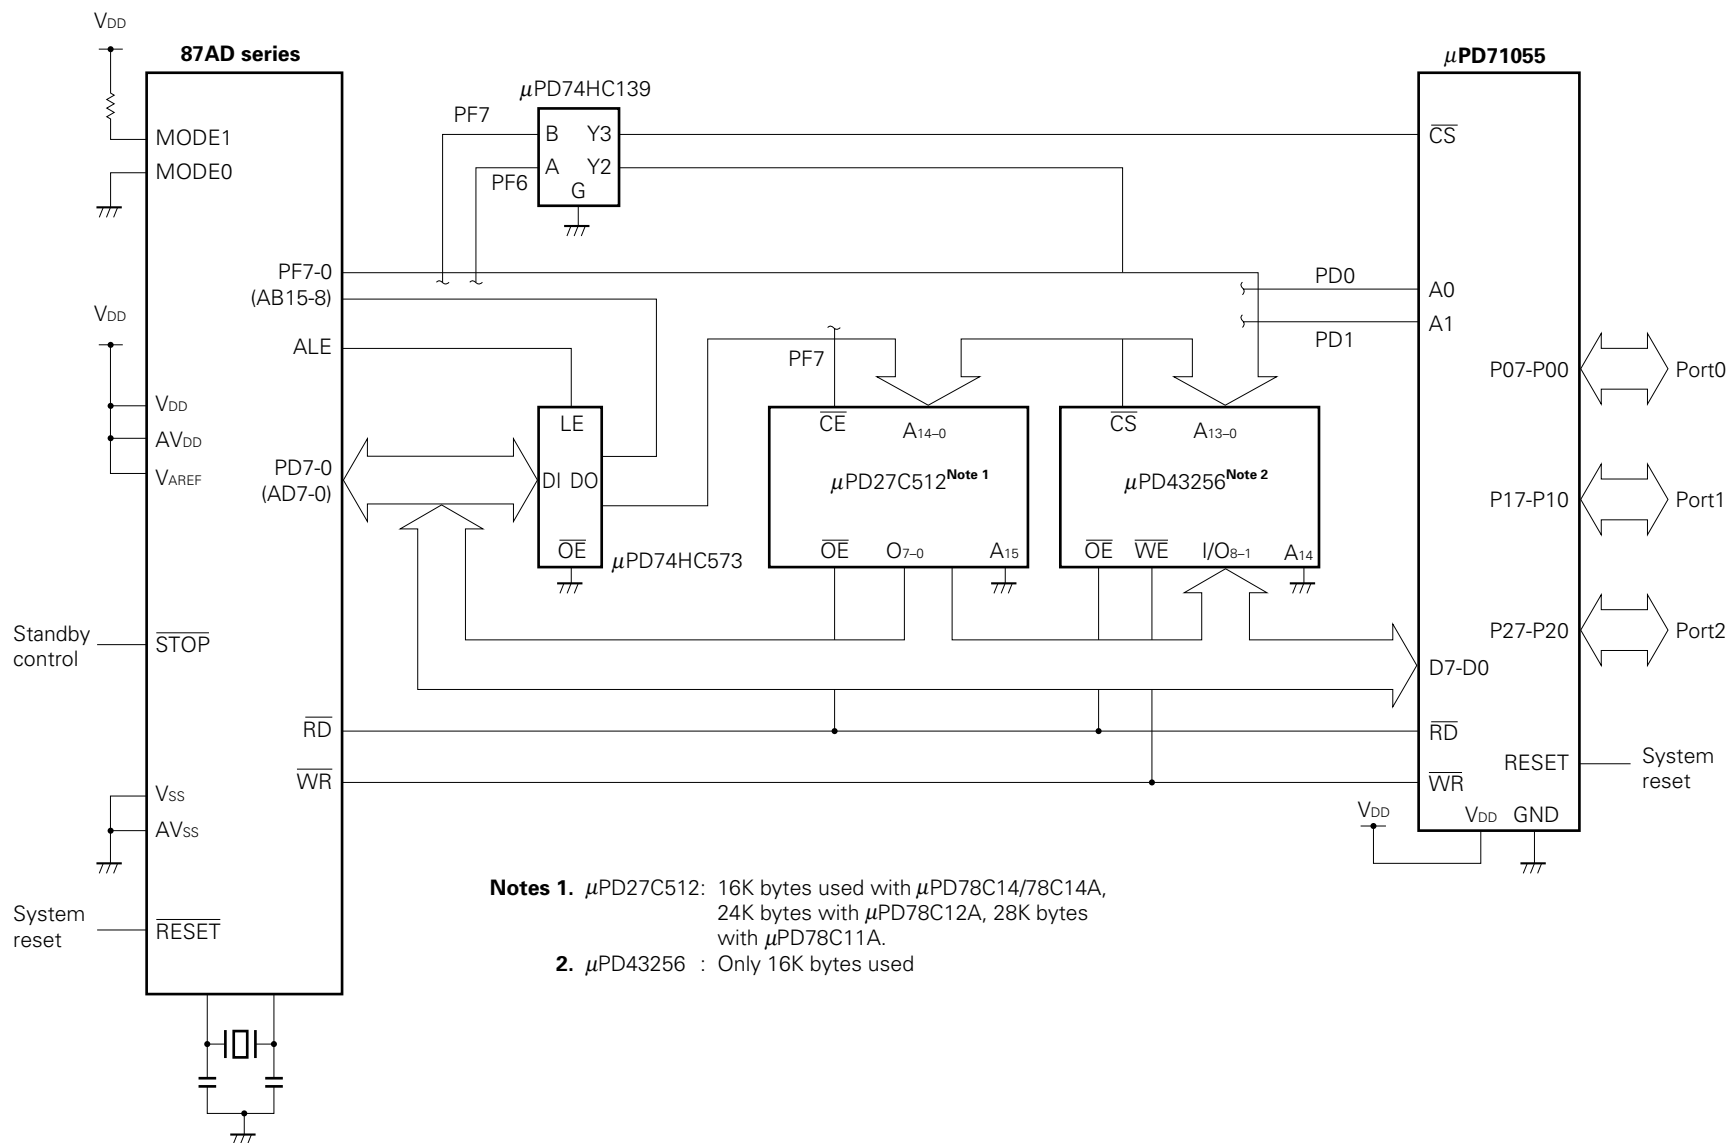 VDD
87AD series
μPD71055
μPD74HC139
PF7
B Y3
MODE1
CS
MODE0
A Y2
PF6
G
PF7-0
(AB15-8)
PD0
A0
VDD
ALE
PF7
PD1
A1
P07-P00
Port0
VDD
LE
CE
A14–0
CS
A13–0
AVDD
VAREF
PD7-0
(AD7-0)
DI DO
μPD27C512Note 1
μPD43256Note 2
P17-P10
Port1
OE
μPD74HC573
OE
O7–0
A15
OE
WE
I/O8–1
A14
Standby
control
STOP
P27-P20
Port2
D7-D0
RD
RD
WR
WR
RESET
System
reset
VSS
AVSS
VDD
VDD
GND
System
reset
RESET
Notes 1. μPD27C512: 16K bytes used with μPD78C14/78C14A,
24K bytes with μPD78C12A, 28K bytes
with μPD78C11A.
2. μPD43256 : Only 16K bytes used